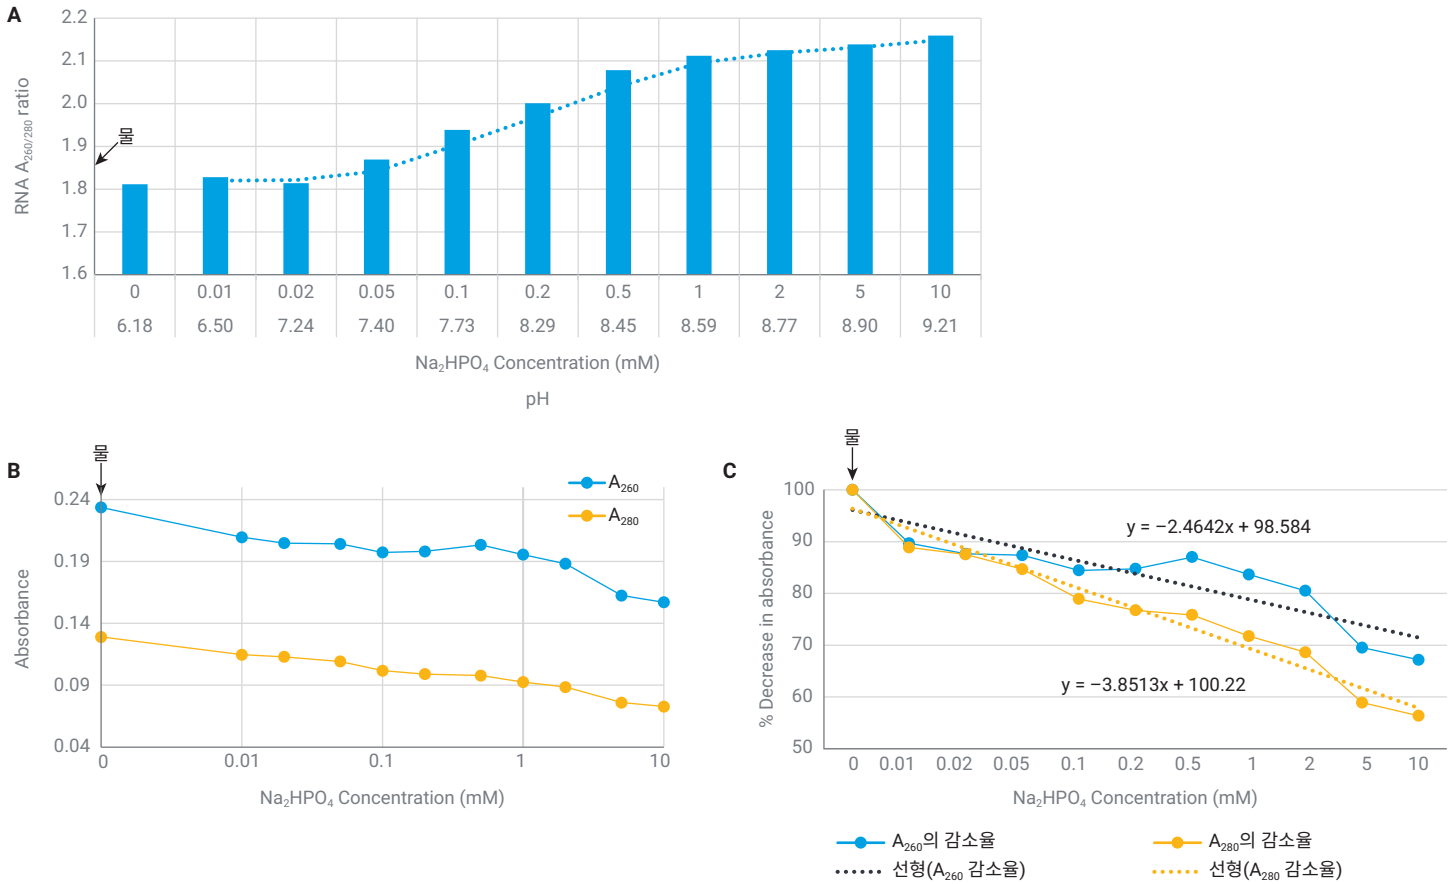 A
RNA A260/280 ratio
2.2
2.1
2.0
1.9
1.8
1.7
1.6
물
0 0.01 0.02 0.05 0.1 0.2 0.5 1 2 5 10
6.18 6.50 7.24 7.40 7.73 8.29 8.45 8.59 8.77 8.90 9.21
Na₂HPO₄ Concentration (mM)
pH
B
물
Absorbance
0.24
0.19
0.14
0.09
0.04
A₂₆₀
A₂₈₀
0 0.01 0.1 1 10
Na₂HPO₄ Concentration (mM)
C
물
% Decrease in absorbance
100
90
80
70
60
50
y = −2.4642x + 98.584
y = −3.8513x + 100.22
0 0.01 0.02 0.05 0.1 0.2 0.5 1 2 5 10
Na₂HPO₄ Concentration (mM)
A₂₆₀의 감소율 A₂₈₀의 감소율
선형(A₂₆₀ 감소율) 선형(A₂₈₀ 감소율)